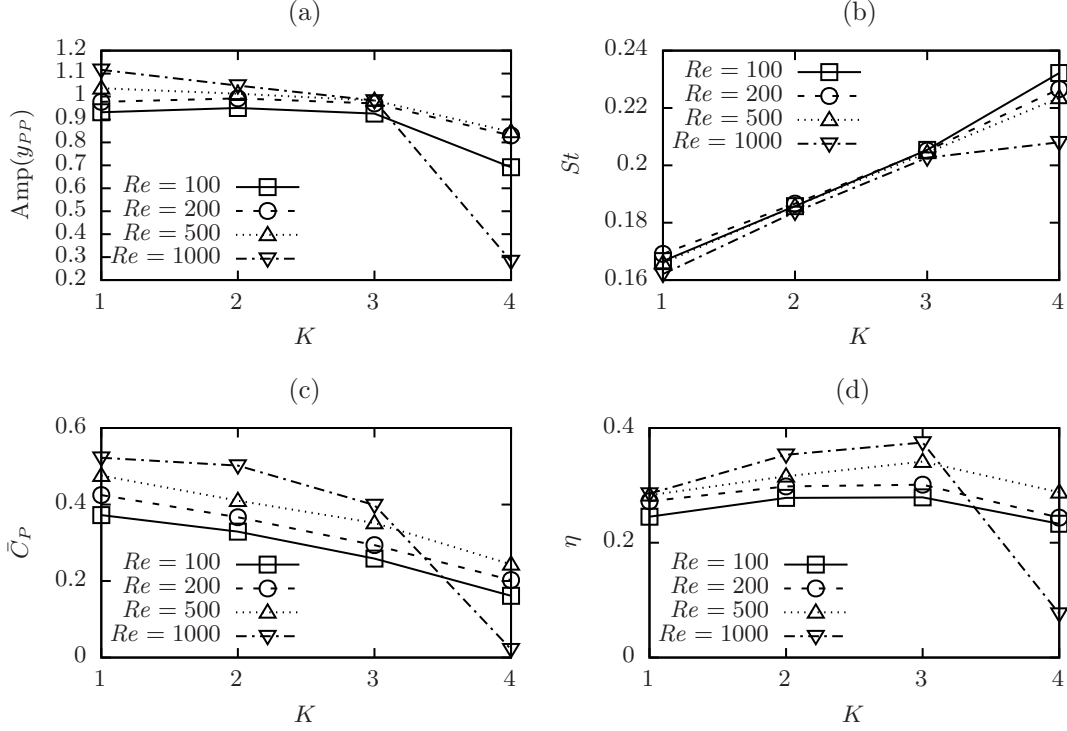 (a)
Amp(y_{PP})
1.2
1.1
1
0.9
0.8
0.7
0.6
0.5
0.4
0.3
0.2
Re = 100
Re = 200
Re = 500
Re = 1000
1 2 3 4
K
(b)
St
0.24
0.22
0.2
0.18
0.16
Re = 100
Re = 200
Re = 500
Re = 1000
1 2 3 4
K
(c)
C̄_P
0.6
0.4
0.2
0
Re = 100
Re = 200
Re = 500
Re = 1000
1 2 3 4
K
(d)
η
0.4
0.2
0
Re = 100
Re = 200
Re = 500
Re = 1000
1 2 3 4
K